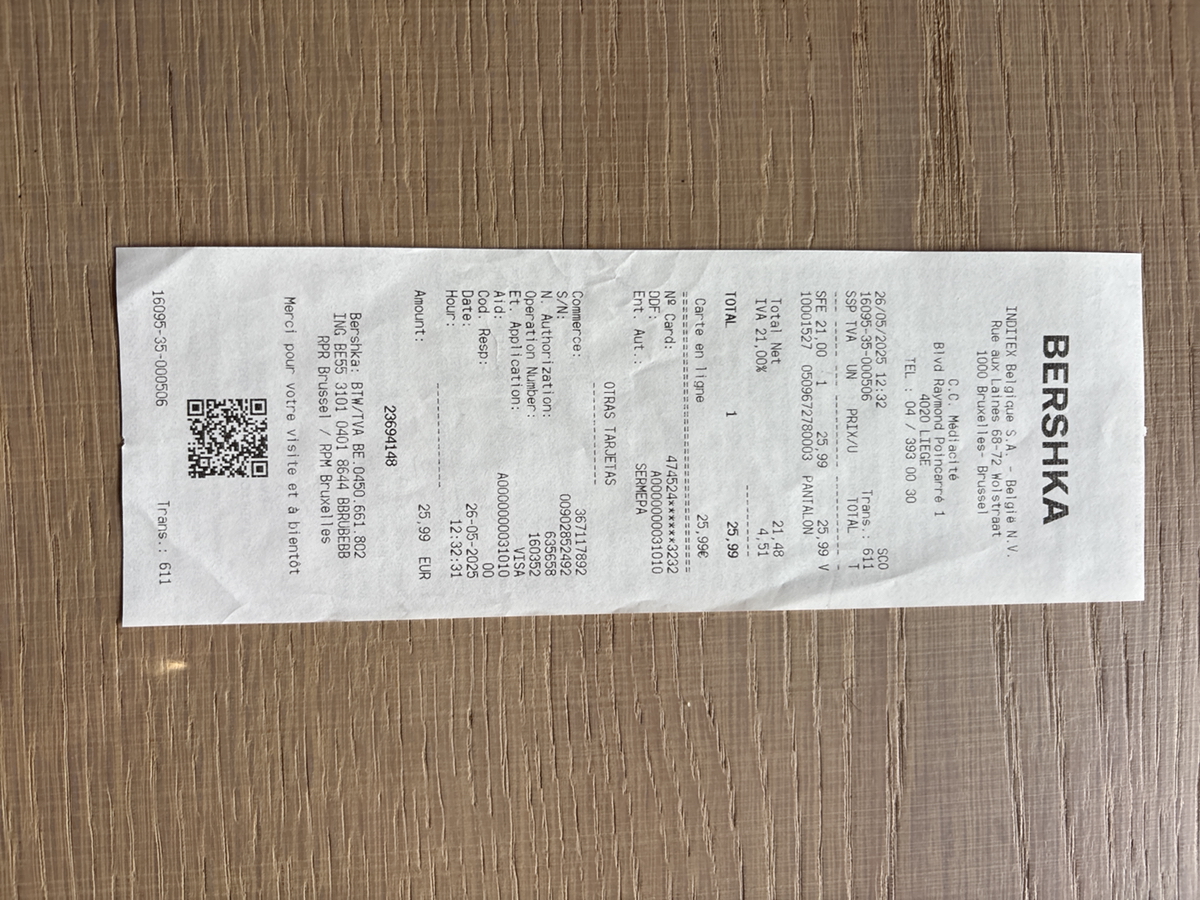 BERSHKA
INDITEX Belgique S.A. - België N.V.
Rue aux Laines 68-72 Wolstraat
1000 Bruxelles- Brussel
C.C. Médiacité
Blvd Raymond Poincarré 1
4020 LIEGE
TEL : 04 / 393 00 30
26/05/2025 12:32 SCO
16095-35-000506 Trans.: 611
SSP TVA UN PRIX/U TOTAL T
---- --- ----- ------ ------- -
SFE 21,00 1 25,99 25,99 V
10001527 0509672780003 PANTALON
----------
Total Net 21,48
IVA 21,00% 4,51
TOTAL 1 25,99
Carte en ligne 25,99€
======================================
Nº Card: 474524******3232
DDF: A0000000031010
Ent. Aut.: SERMEPA
OTRAS TARJETAS
--------------
Commerce: 367117892
S/N: 00902852492
N. Authorization: 635658
Operation Number: 160352
Et. Application: VISA
Aid: A0000000031010
Cod. Resp: 00
Date: 26-05-2025
Hour: 12:32:31
--------------
Amount: 25,99 EUR
23694148
Bershka: BTW/TVA BE.0450.661.802
ING BE55 3101 0401 8644 BBRUBEBB
RPR Brussel / RPM Bruxelles
Merci pour votre visite et à bientôt
16095-35-000506 Trans.: 611